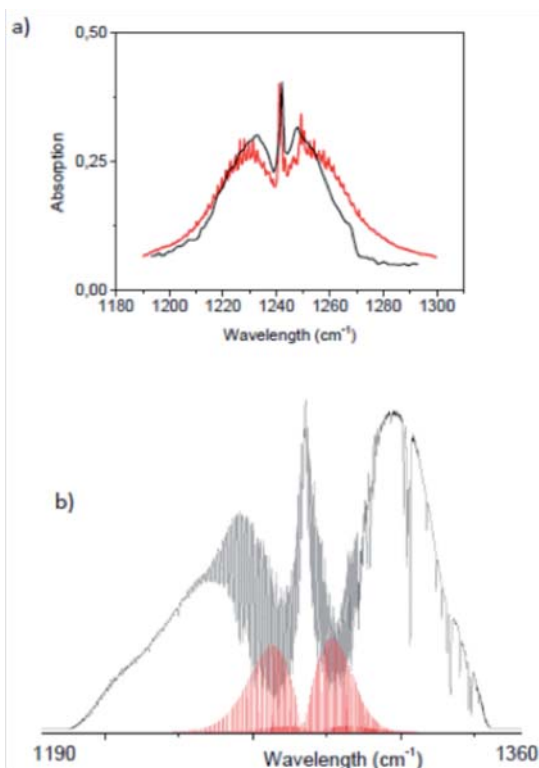 a)
0,50
0,25
0,00
Absorption
1180 1200 1220 1240 1260 1280 1300
Wavelength (cm-1)
b)
1190 1360
Wavelength (cm-1)